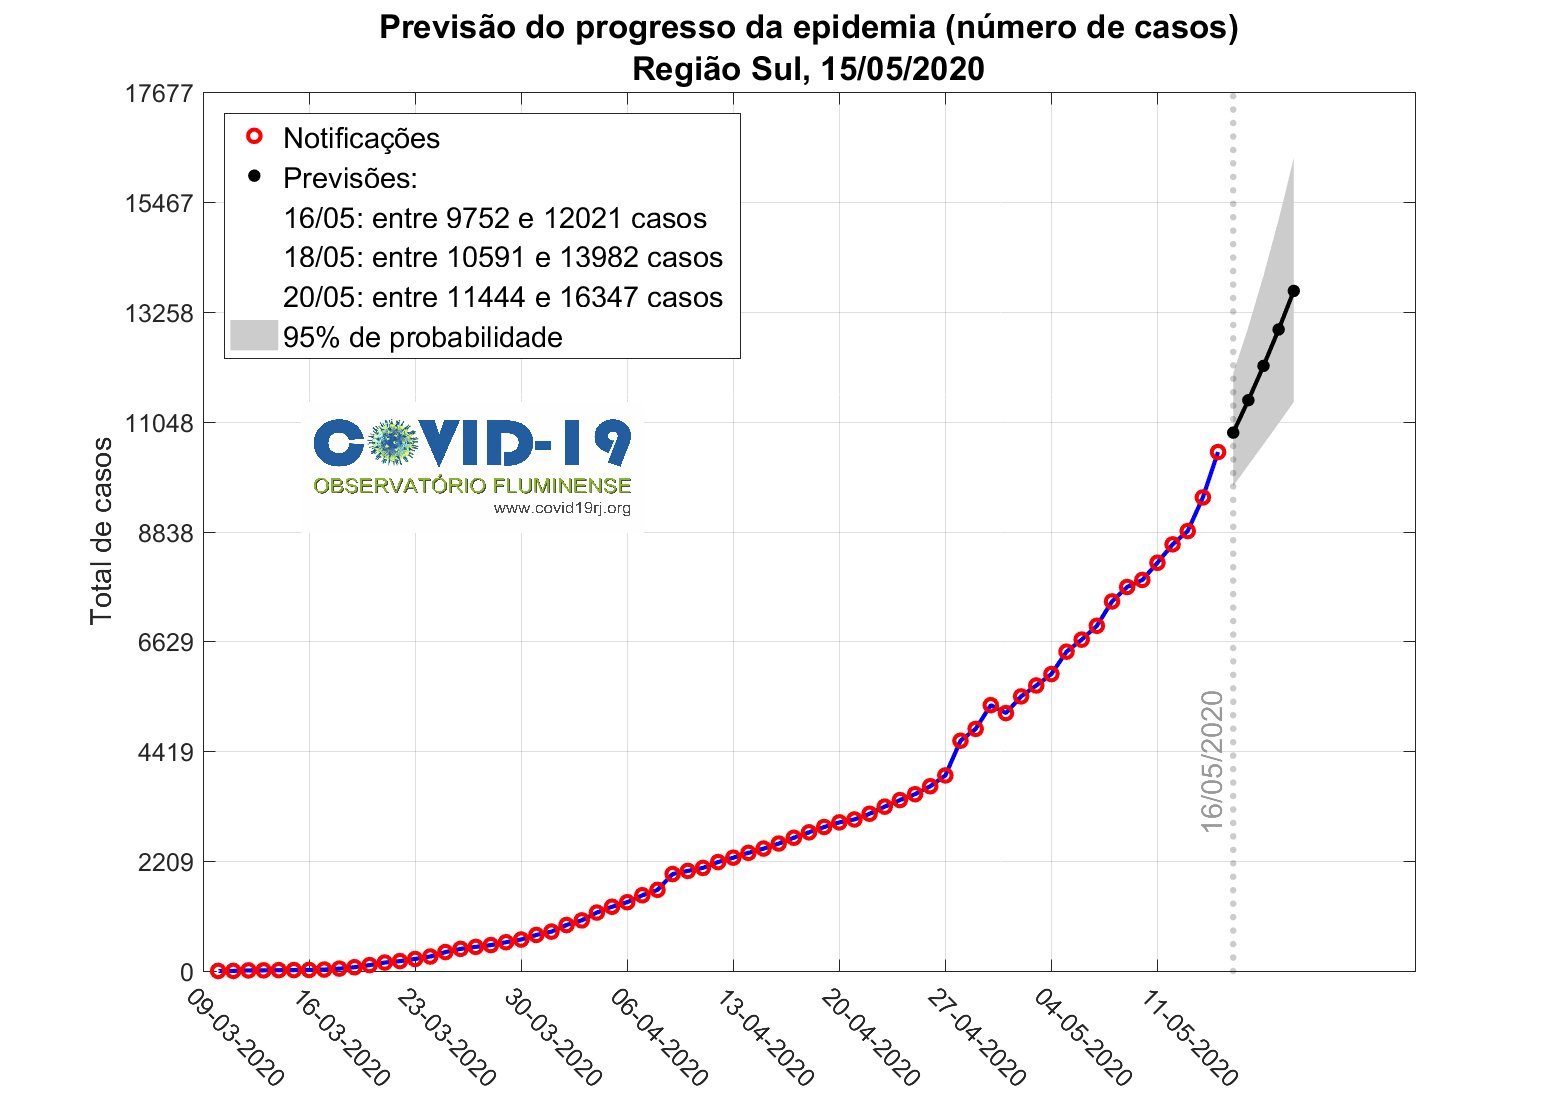 Previsão do progresso da epidemia (número de casos)
Região Sul, 15/05/2020
17677
15467
13258
11048
8838
6629
4419
2209
0
Total de casos
Notificações
Previsões:
16/05: entre 9752 e 12021 casos
18/05: entre 10591 e 13982 casos
20/05: entre 11444 e 16347 casos
95% de probabilidade
COVID-19
OBSERVATÓRIO FLUMINENSE
www.covid19rj.org
16/05/2020
09-03-2020
16-03-2020
23-03-2020
30-03-2020
06-04-2020
13-04-2020
20-04-2020
27-04-2020
04-05-2020
11-05-2020